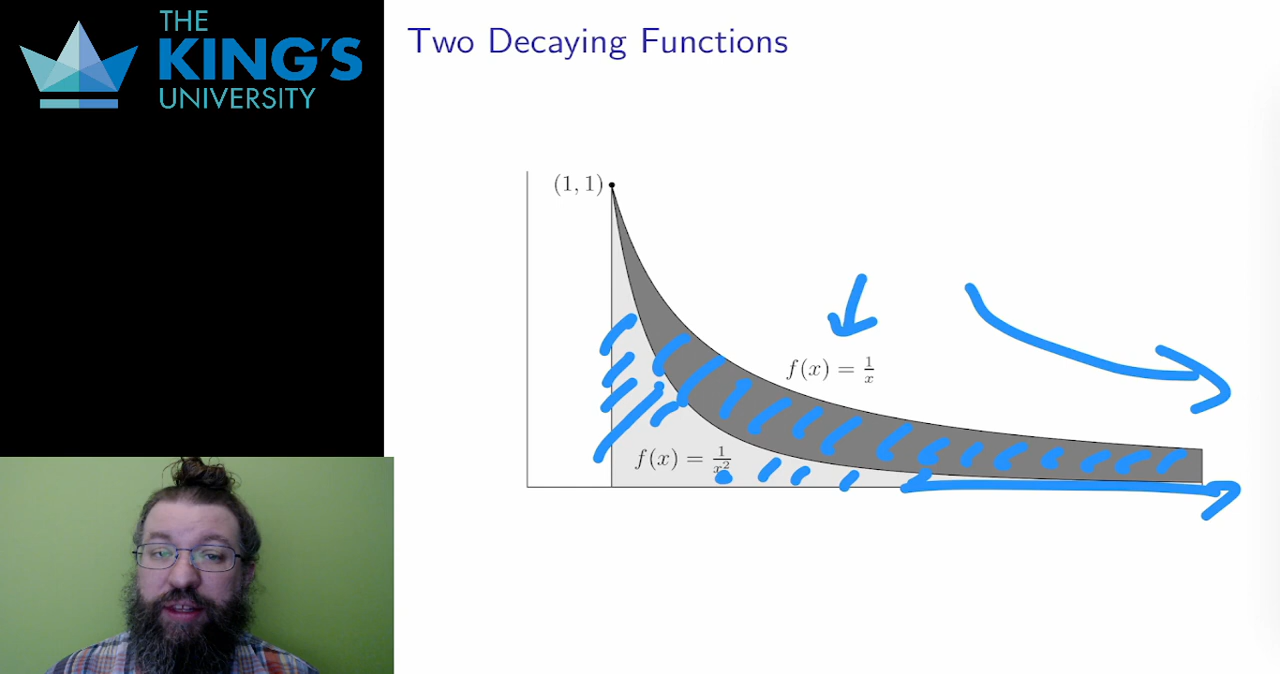 THE
KING'S
UNIVERSITY
Two Decaying Functions
(1, 1)
f(x) = 1/x
f(x) = 1/x²